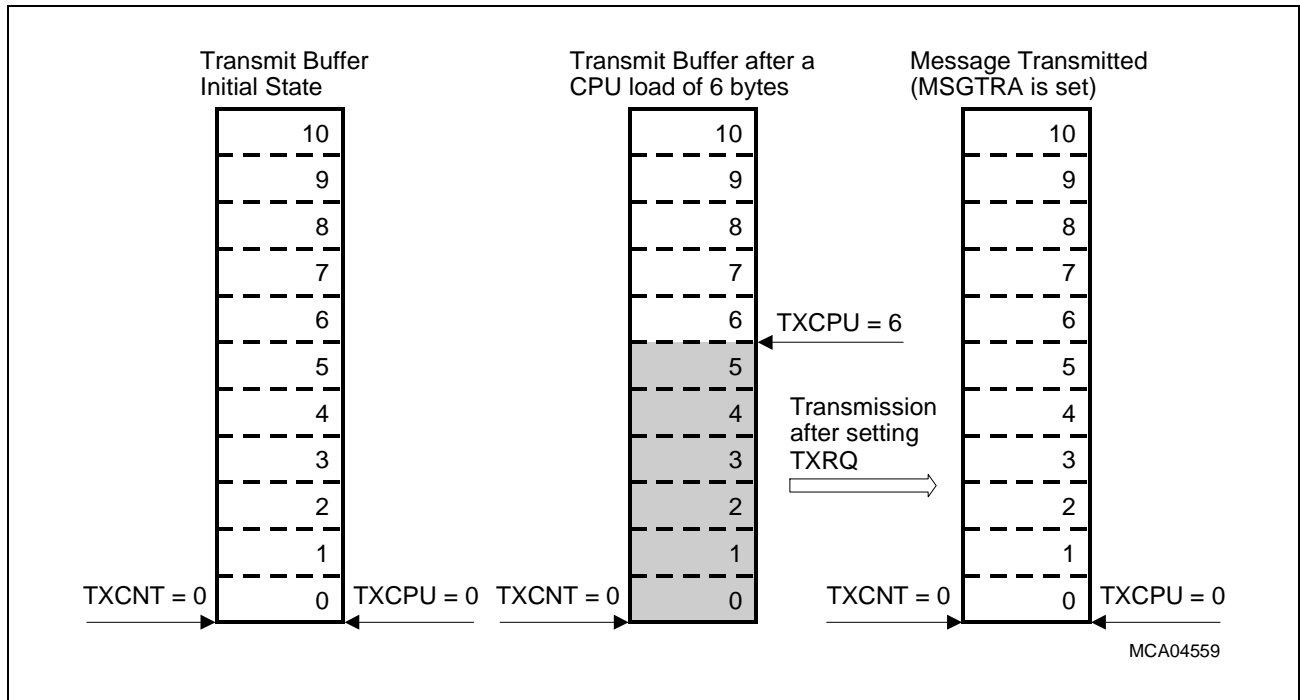 Transmit Buffer
Initial State
10
9
8
7
6
5
4
3
2
1
0
TXCNT = 0
TXCPU = 0
Transmit Buffer after a
CPU load of 6 bytes
10
9
8
7
6
5
4
3
2
1
0
TXCNT = 0
TXCPU = 6
Transmission
after setting
TXRQ
Message Transmitted
(MSGTRA is set)
10
9
8
7
6
5
4
3
2
1
0
TXCNT = 0
TXCPU = 0
MCA04559